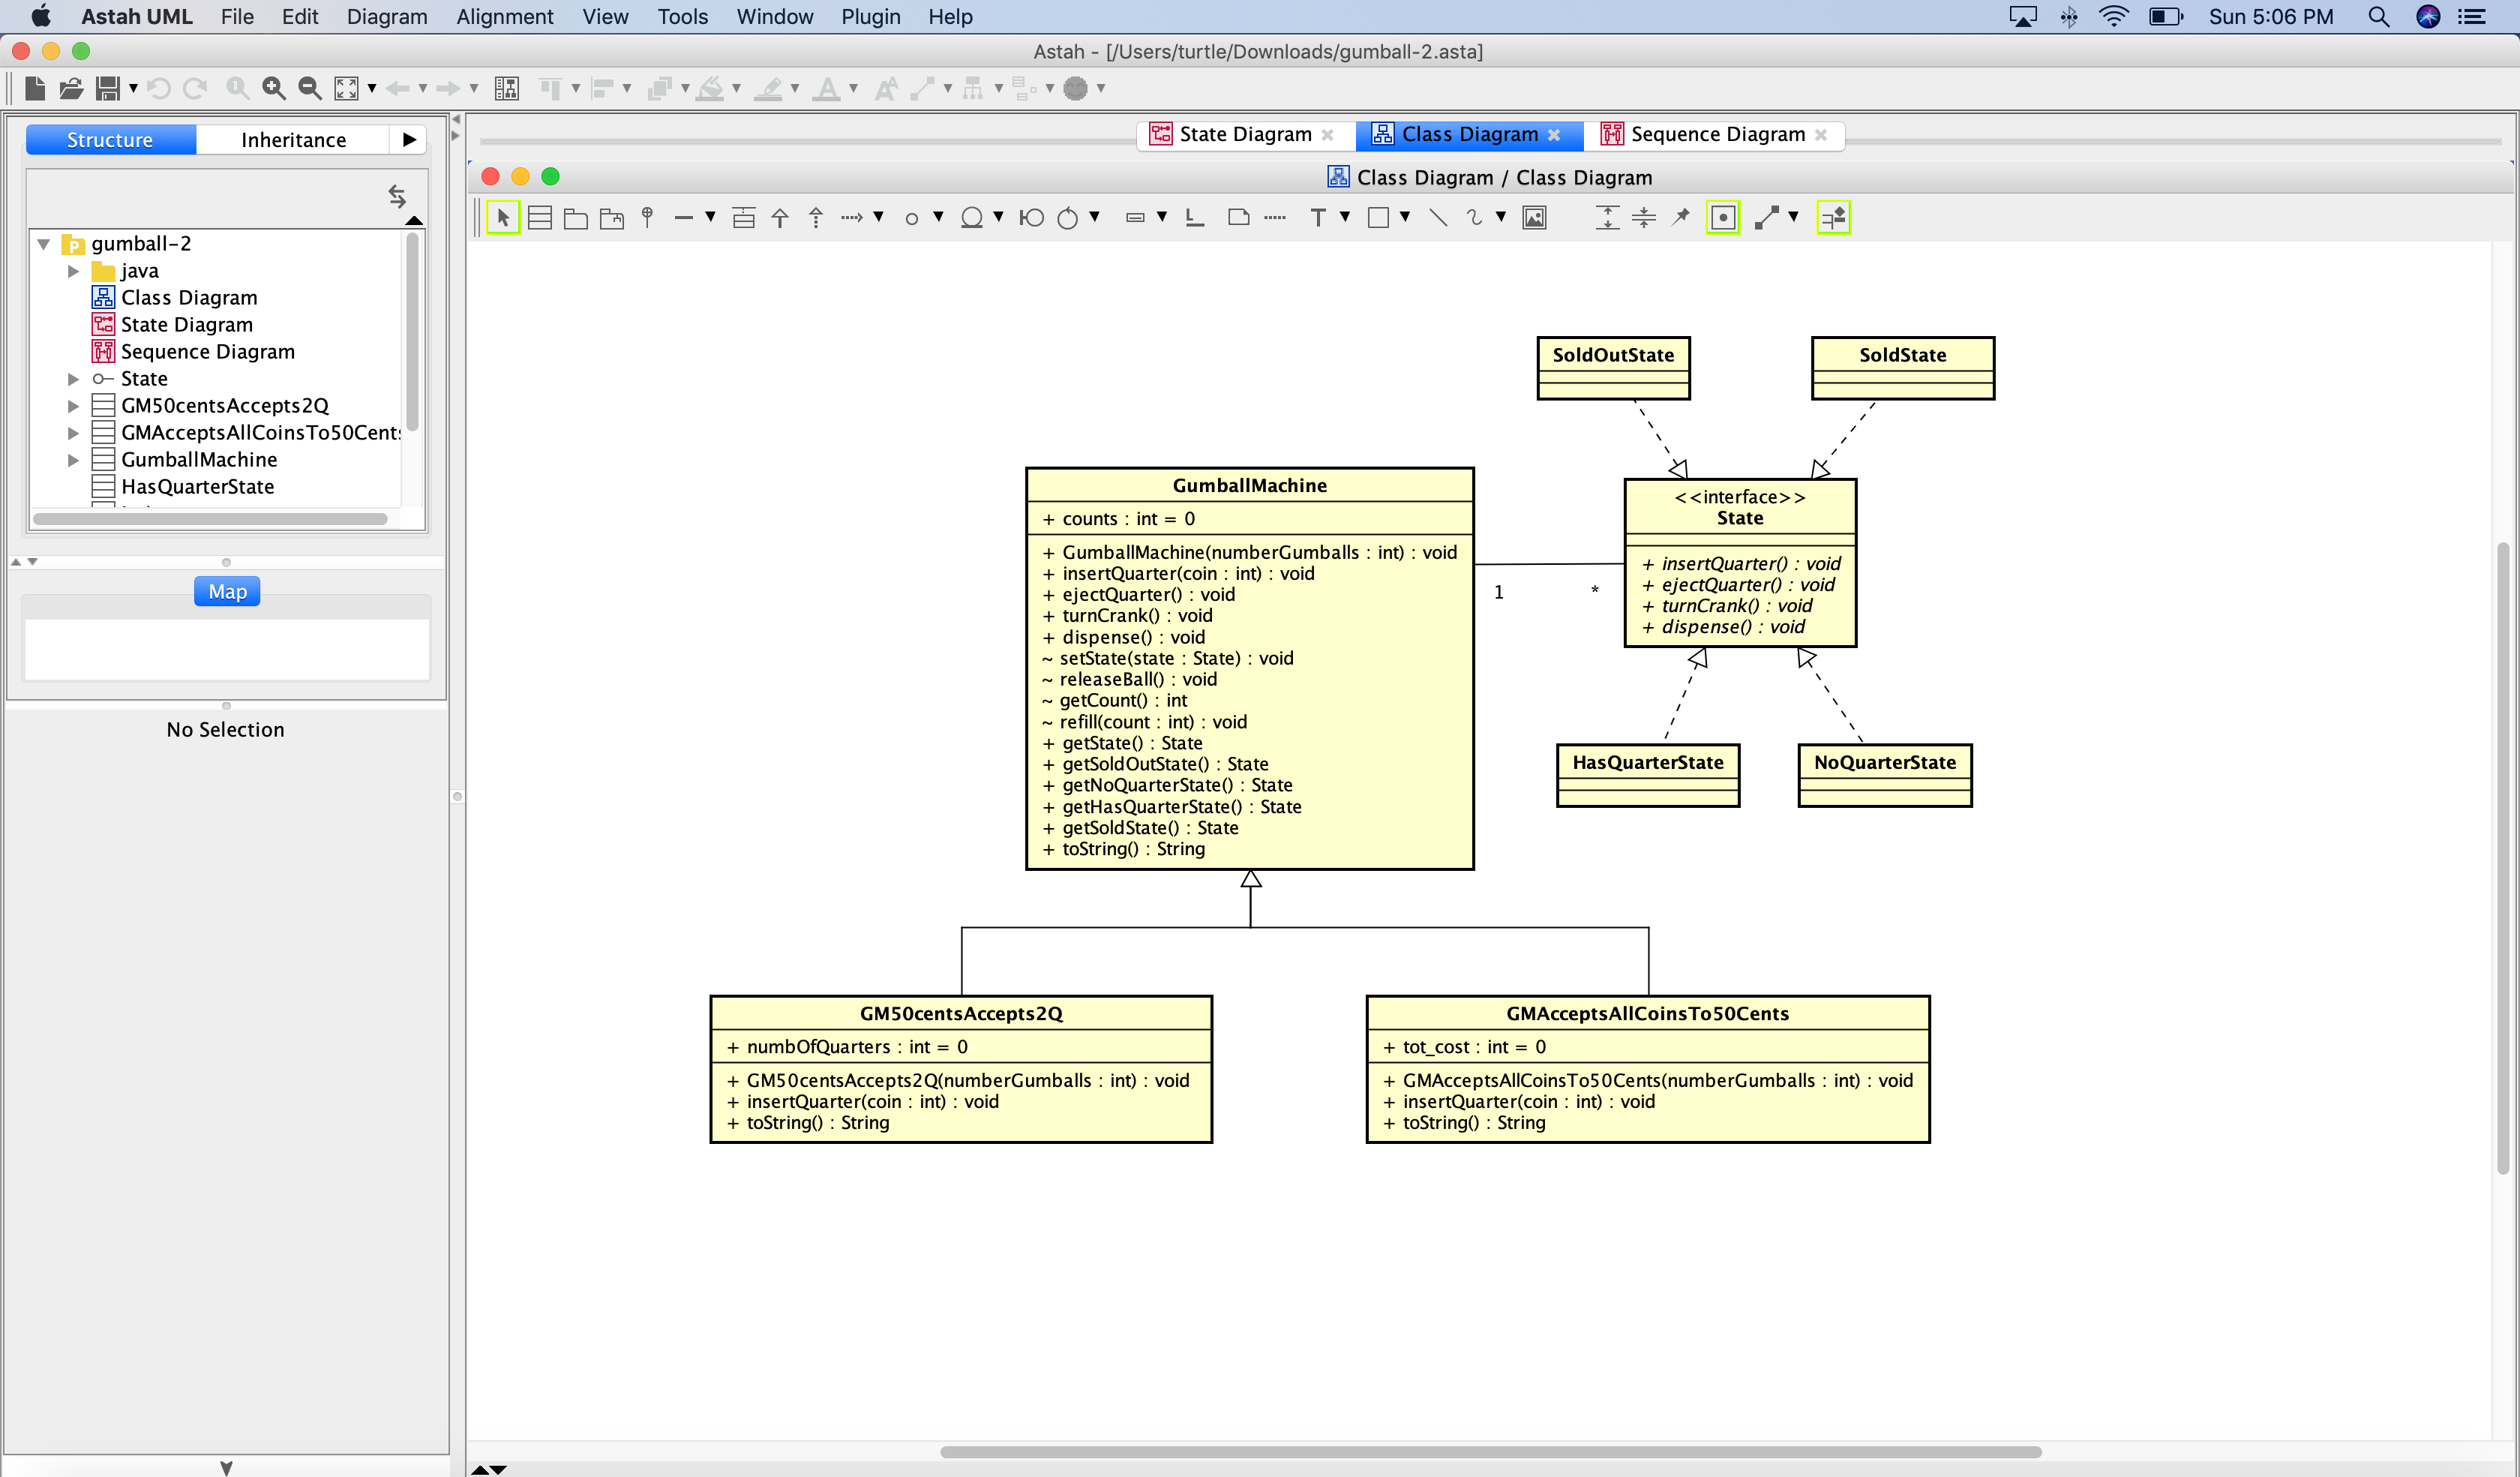 Astah UML File Edit Diagram Alignment View Tools Window Plugin Help Sun 5:06 PM
Astah - [/Users/turtle/Downloads/gumball-2.asta]
Structure Inheritance
State Diagram Class Diagram Sequence Diagram
Class Diagram / Class Diagram
gumball-2
java
Class Diagram
State Diagram
Sequence Diagram
State
GM50centsAccepts2Q
GMAcceptsAllCoinsTo50Cents
GumballMachine
HasQuarterState
Map
No Selection
SoldOutState
SoldState
GumballMachine
+ counts : int = 0
+ GumballMachine(numberGumballs : int) : void
+ insertQuarter(coin : int) : void
+ ejectQuarter() : void
+ turnCrank() : void
+ dispense() : void
~ setState(state : State) : void
~ releaseBall() : void
~ getCount() : int
~ refill(count : int) : void
+ getState() : State
+ getSoldOutState() : State
+ getNoQuarterState() : State
+ getHasQuarterState() : State
+ getSoldState() : State
+ toString() : String
1 *
<<interface>>
State
+ insertQuarter() : void
+ ejectQuarter() : void
+ turnCrank() : void
+ dispense() : void
HasQuarterState
NoQuarterState
GM50centsAccepts2Q
+ numbOfQuarters : int = 0
+ GM50centsAccepts2Q(numberGumballs : int) : void
+ insertQuarter(coin : int) : void
+ toString() : String
GMAcceptsAllCoinsTo50Cents
+ tot_cost : int = 0
+ GMAcceptsAllCoinsTo50Cents(numberGumballs : int) : void
+ insertQuarter(coin : int) : void
+ toString() : String